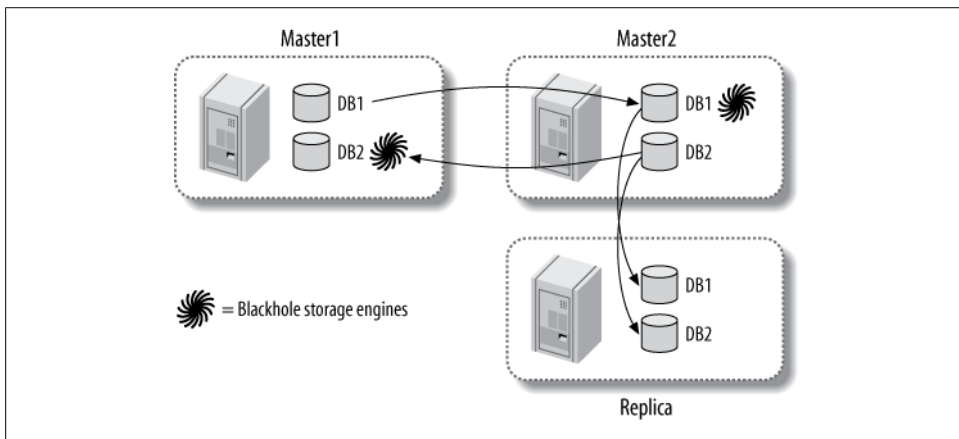 Master1
Master2
DB1
DB2
DB1
DB2
DB1
DB2
= Blackhole storage engines
Replica